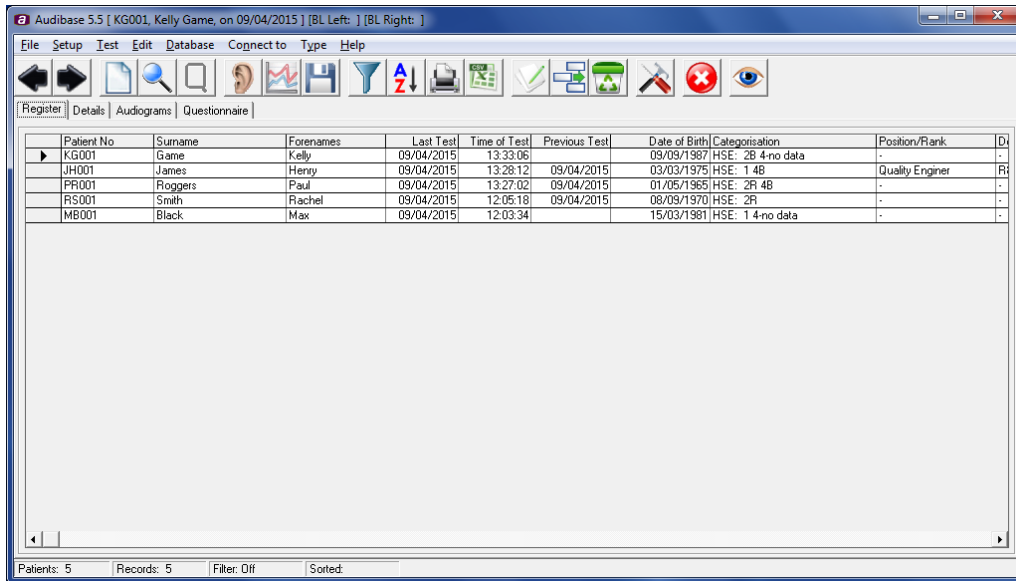 a Audibase 5.5 [ KG001, Kelly Game, on 09/04/2015 ] [BL Left: ] [BL Right: ]
File Setup Test Edit Database Connect to Type Help
A Z CSV
Register Details Audiograms Questionnaire
Patient No Surname Forenames Last Test Time of Test Previous Test Date of Birth Categorisation Position/Rank
KG001 Game Kelly 09/04/2015 13:33:06 09/09/1987 HSE: 2B 4-no data - -
JH001 James Henry 09/04/2015 13:28:12 09/04/2015 03/03/1975 HSE: 1 4B Quality Enginer
PR001 Roggers Paul 09/04/2015 13:27:02 01/05/1965 HSE: 2R 4B - -
RS001 Smith Rachel 09/04/2015 12:05:18 09/04/2015 08/09/1970 HSE: 2R - -
MB001 Black Max 09/04/2015 12:03:34 15/03/1981 HSE: 1 4-no data - -
Patients: 5 Records: 5 Filter: Off Sorted: